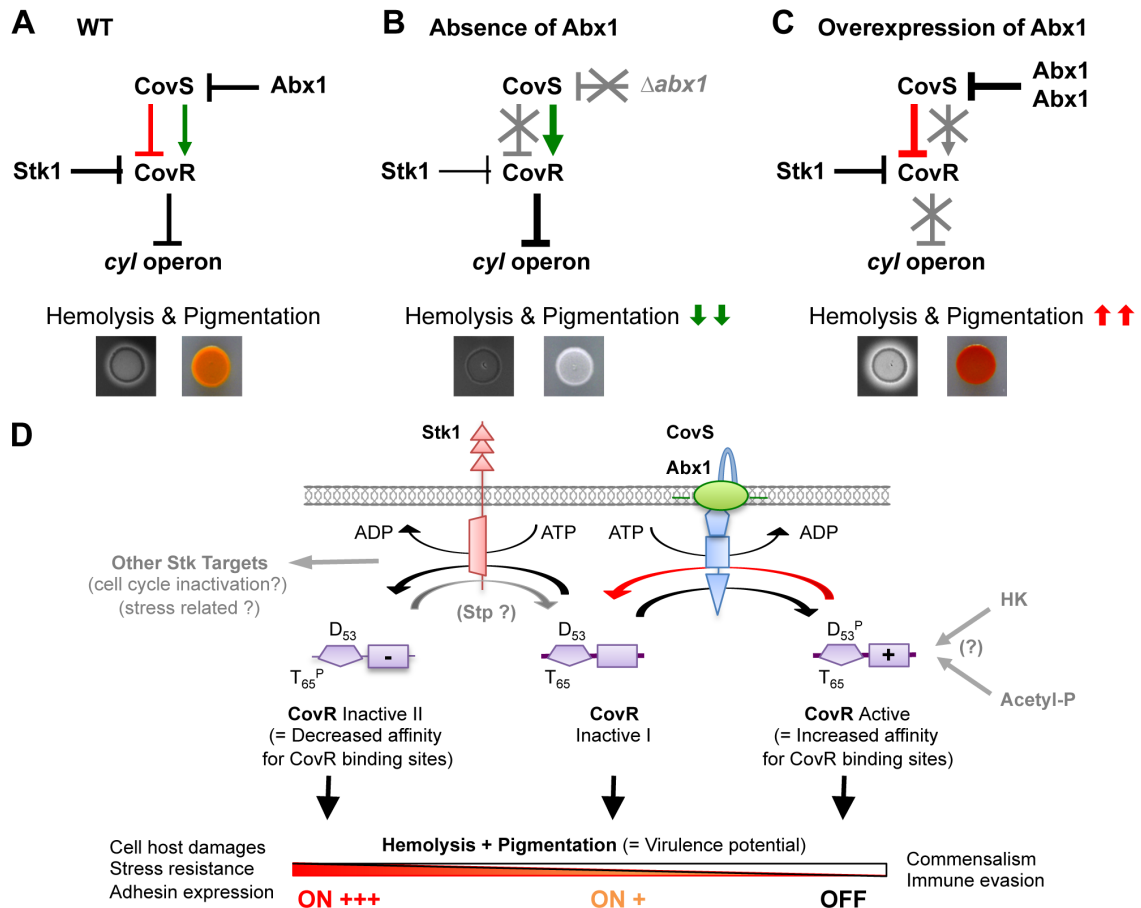 A WT
CovS
Abx1
Stk1
CovR
cyl operon
Hemolysis & Pigmentation
B Absence of Abx1
CovS
Δabx1
Stk1
CovR
cyl operon
Hemolysis & Pigmentation
C Overexpression of Abx1
CovS
Abx1
Abx1
Stk1
CovR
cyl operon
Hemolysis & Pigmentation
D
Stk1
CovS
Abx1
ADP
ATP
ATP
ADP
Other Stk Targets
(cell cycle inactivation?)
(stress related ?)
(Stp ?)
HK
(?)
Acetyl-P
D53
-
T65P
D53
T65
D53P
+
T65
CovR Inactive II
(= Decreased affinity
for CovR binding sites)
CovR
Inactive I
CovR Active
(= Increased affinity
for CovR binding sites)
Cell host damages
Stress resistance
Adhesin expression
Hemolysis + Pigmentation (= Virulence potential)
Commensalism
Immune evasion
ON +++
ON +
OFF